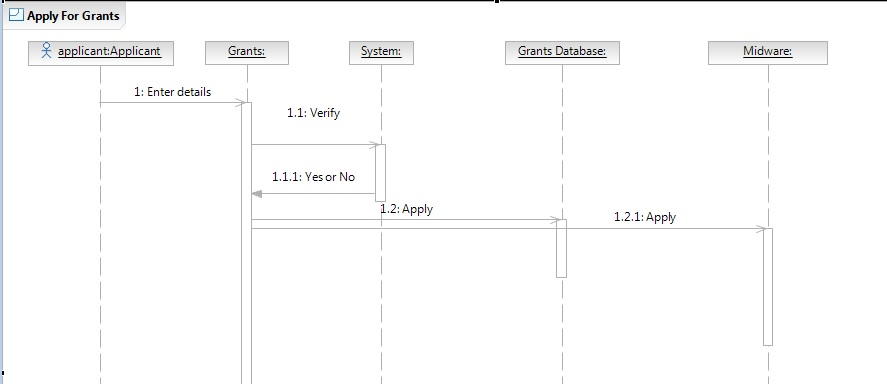 Apply For Grants
applicant:Applicant
Grants:
System:
Grants Database:
Midware:
1: Enter details
1.1: Verify
1.1.1: Yes or No
1.2: Apply
1.2.1: Apply